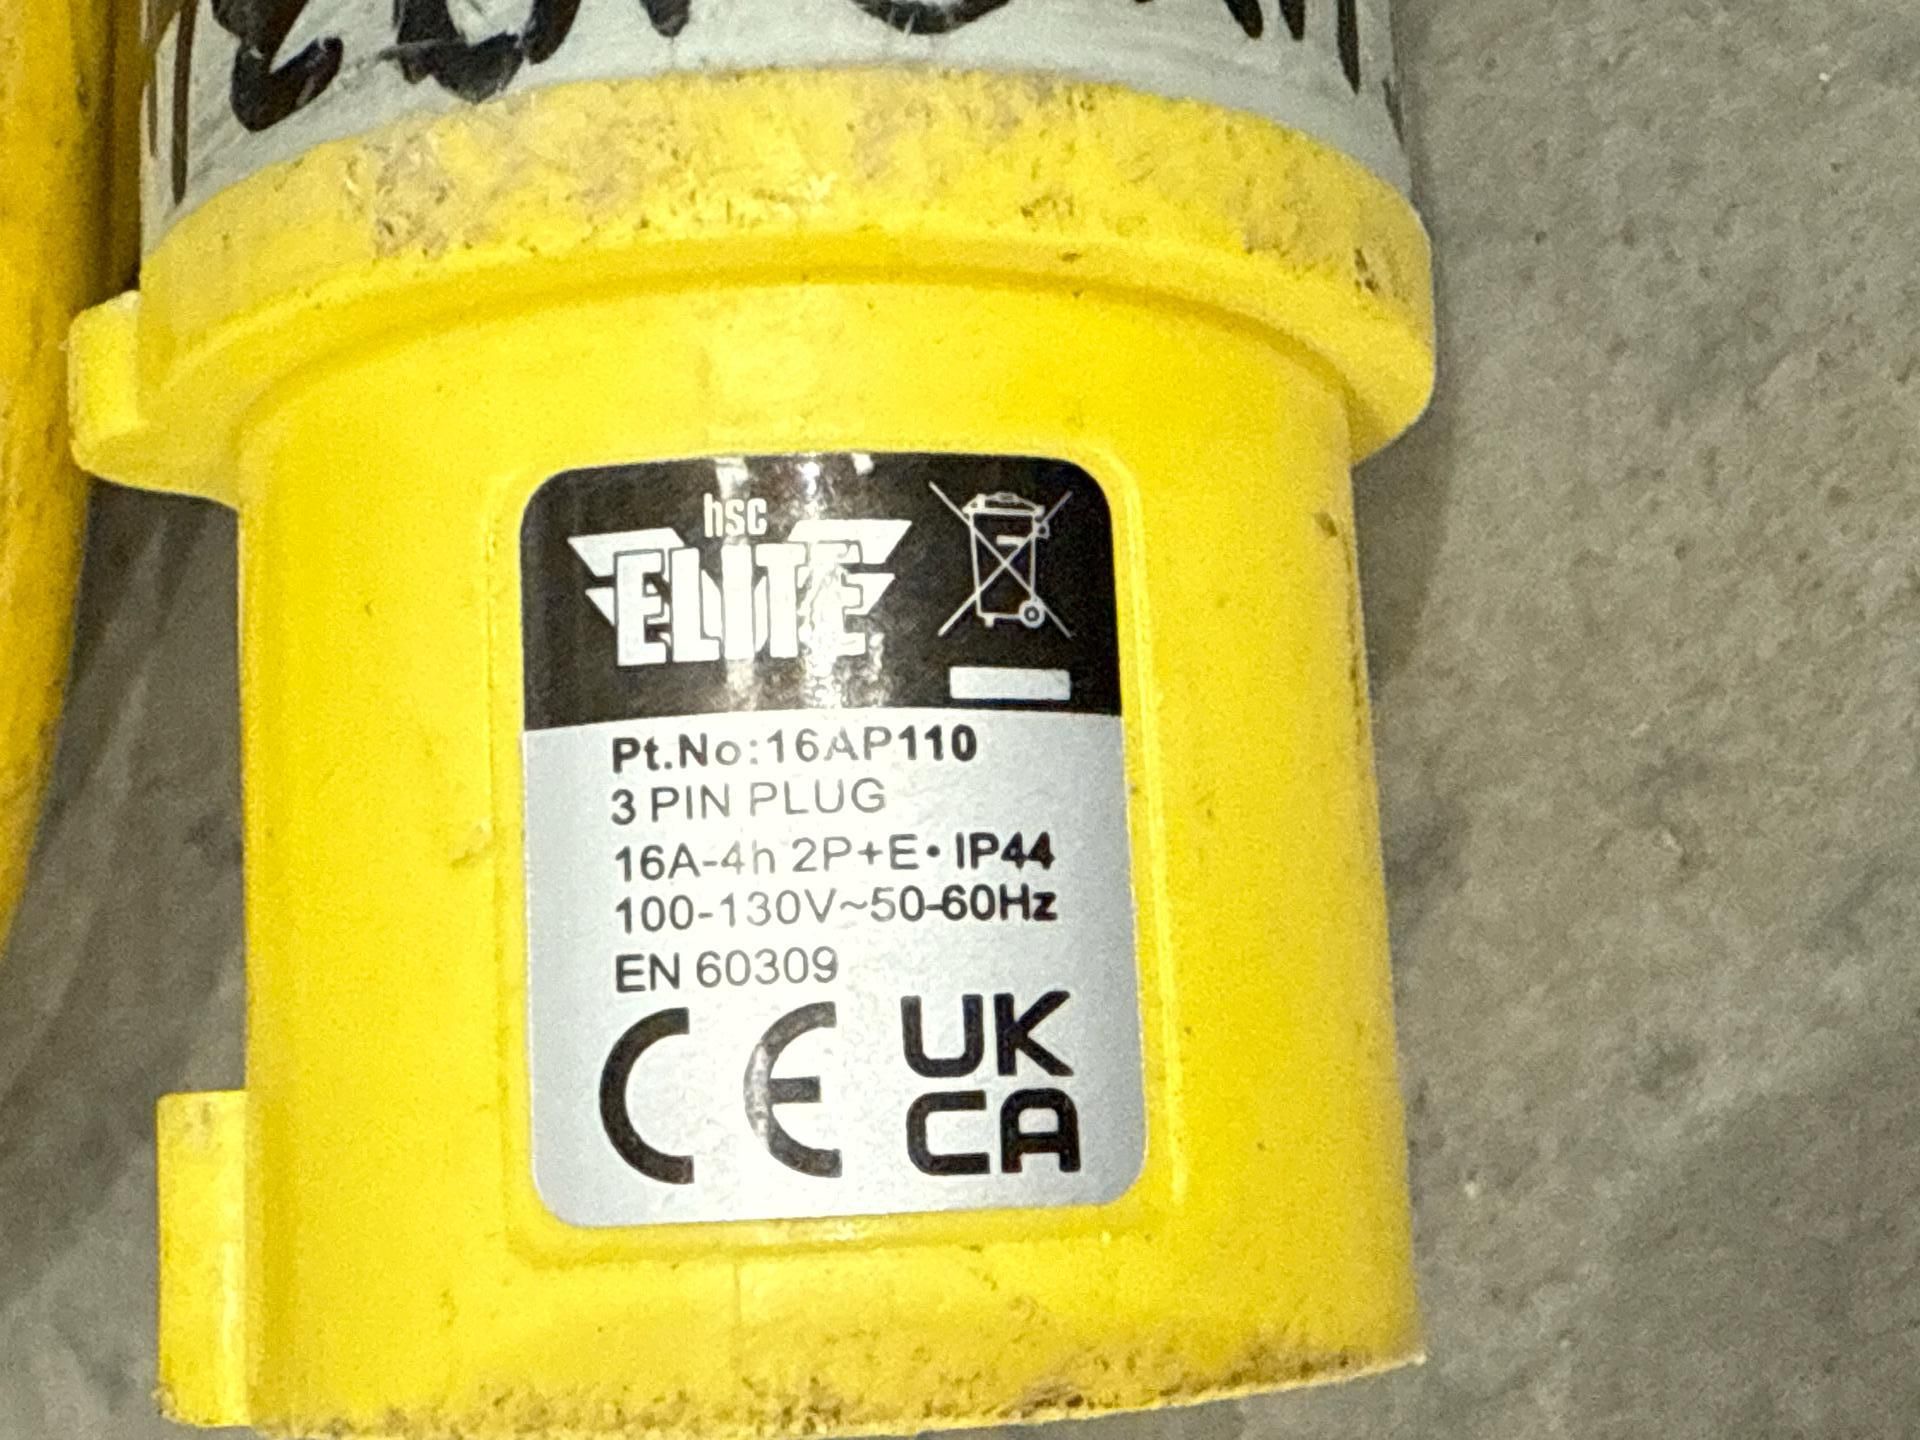 hsc
ELITE
Pt.No:16AP110
3 PIN PLUG
16A-4h 2P+E• IP44
100-130V~50-60Hz
EN 60309
CE
UK
CA